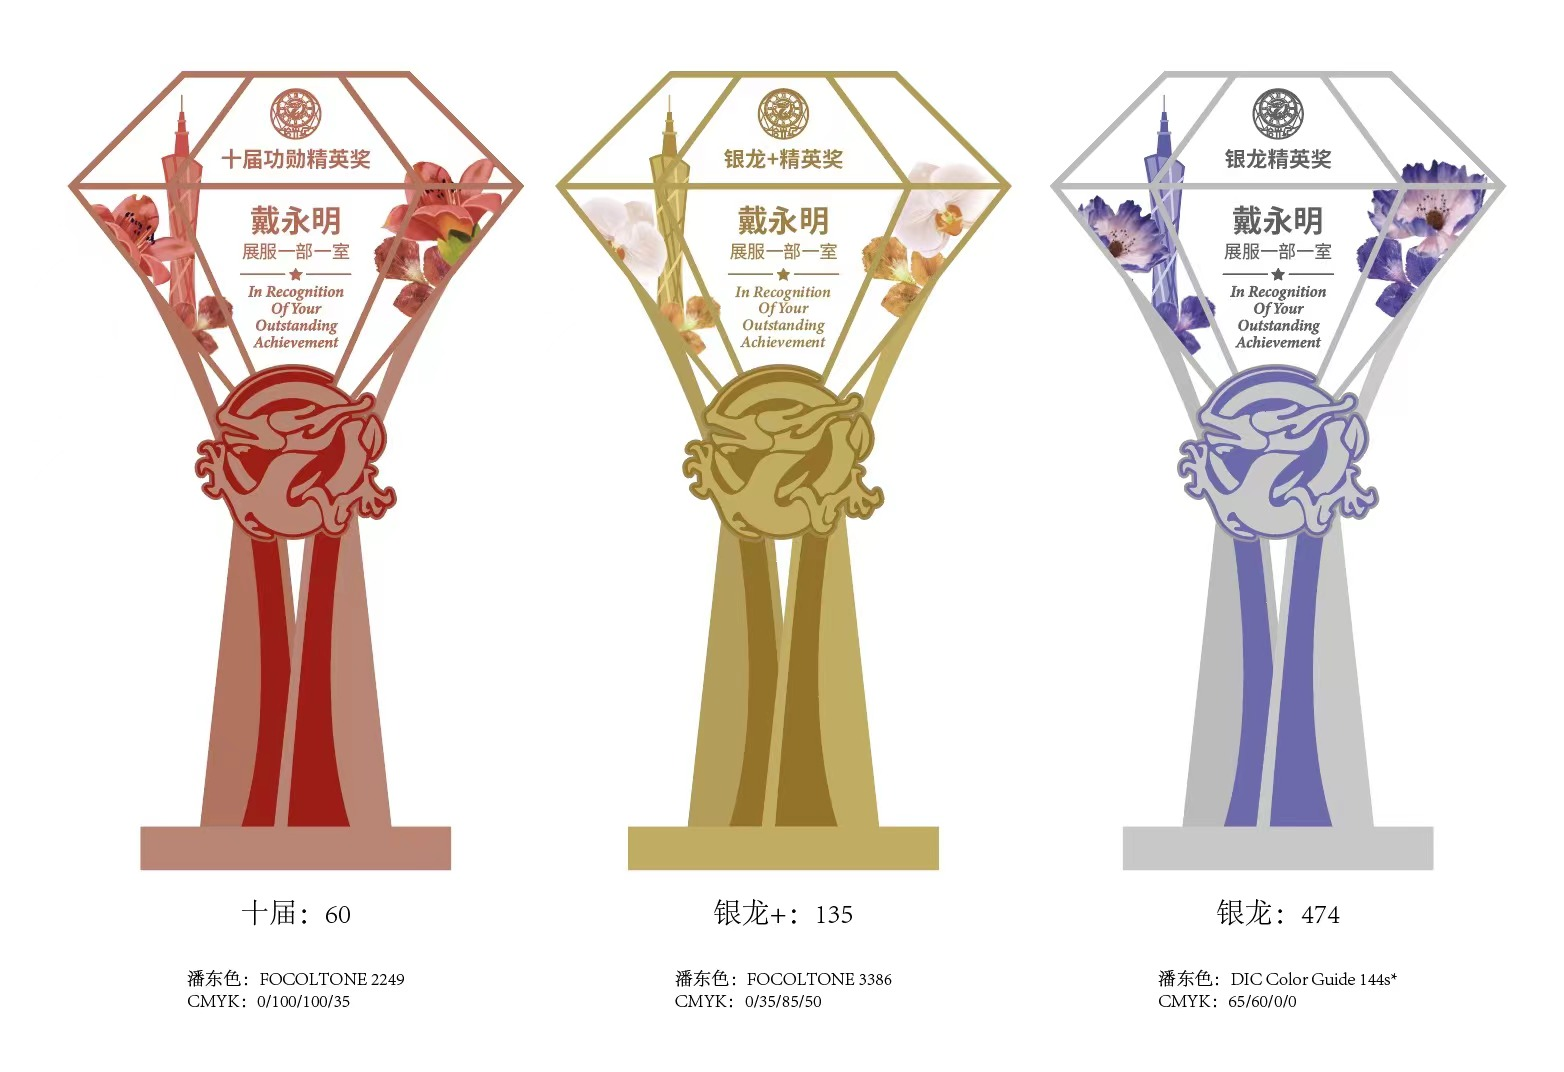 十届功勋精英奖
戴永明
展服一部一室
In Recognition
Of Your
Outstanding
Achievement
十届：60
潘东色：FOCOLTONE 2249
CMYK：0/100/100/35
银龙+精英奖
戴永明
展服一部一室
In Recognition
Of Your
Outstanding
Achievement
银龙+：135
潘东色：FOCOLTONE 3386
CMYK：0/35/85/50
银龙精英奖
戴永明
展服一部一室
In Recognition
Of Your
Outstanding
Achievement
银龙：474
潘东色：DIC Color Guide 144s*
CMYK：65/60/0/0